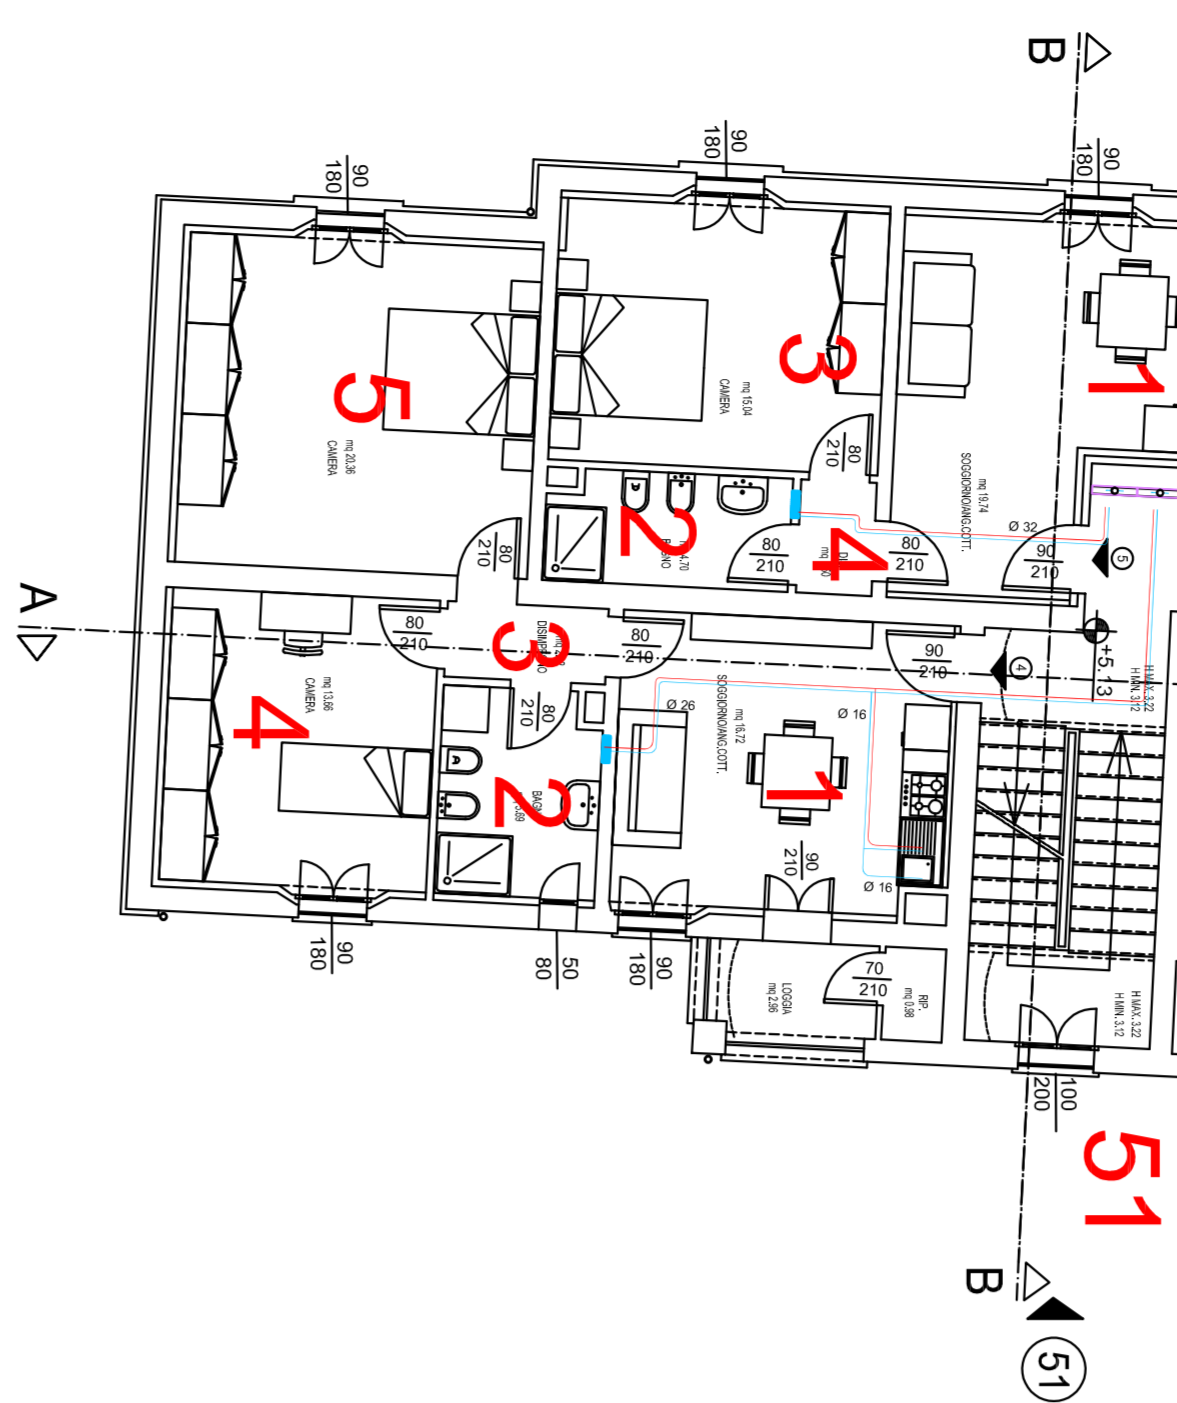 B
90
180
90
180
90
180
5
mq 20,36
CAMERA
3
mq 15,04
CAMERA
1
mq 19,74
SOGGIORNO/ANG.COTT.
80
210
2
4,70
80
210
4
80
210
Ø 32
90
210
5
80
210
A
80
210
3
80
210
90
210
4
+5.13
H MAX. 3.22
H MIN. 3.12
4
mq 13,66
CAMERA
80
210
Ø 26
mq 16,72
SOGGIORNO/ANG.COTT.
Ø 16
1
2
90
210
Ø 16
90
180
50
80
90
180
LOGGIA
mq 2,96
70
210
RIP.
mq 0,98
H MAX. 3.22
H MIN. 3.12
100
200
51
B
51